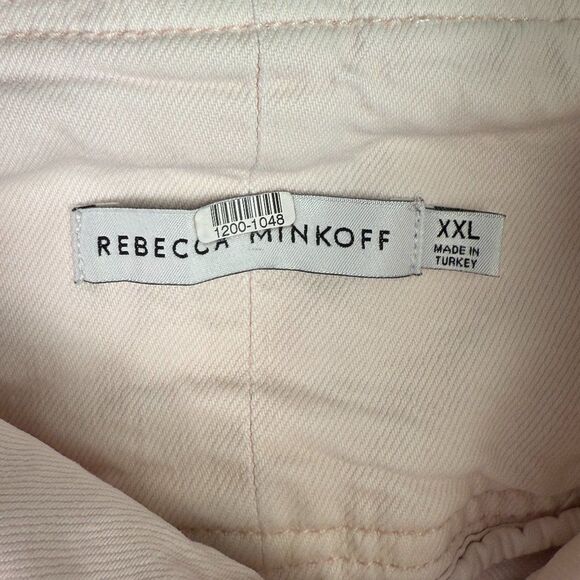 1200-1048
REBECCA MINKOFF
XXL
MADE IN
TURKEY